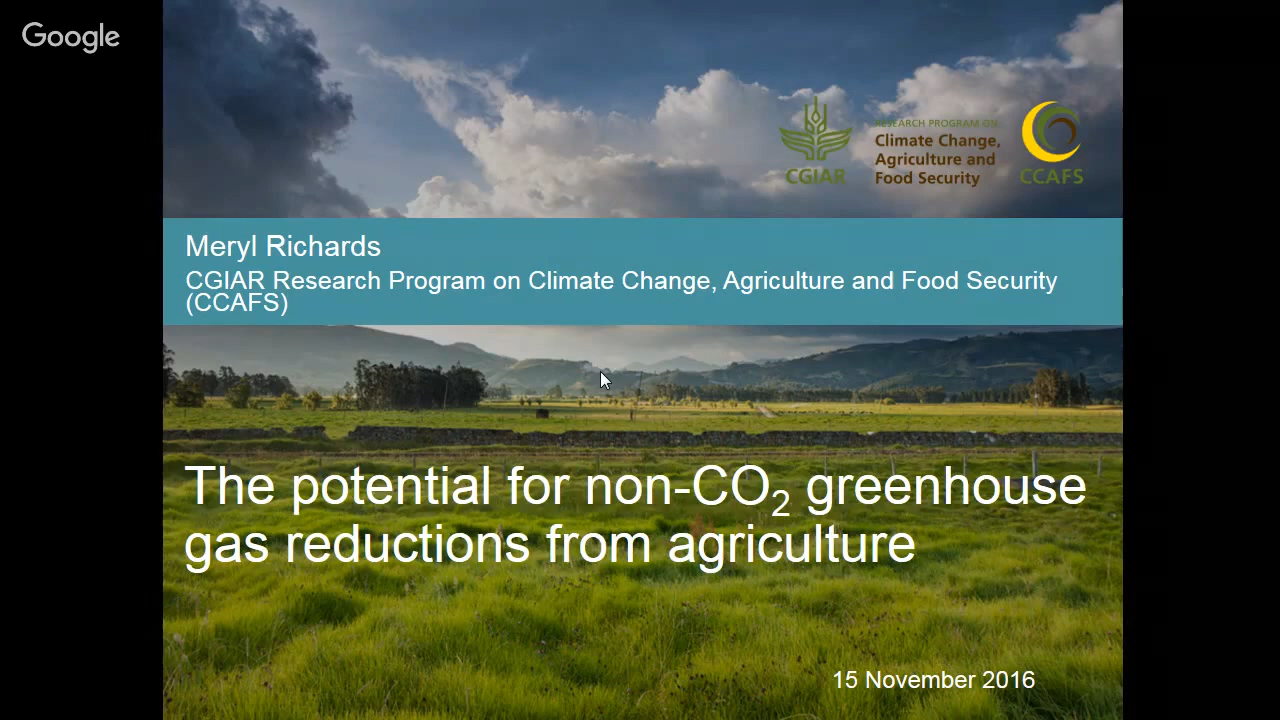 Google
RESEARCH PROGRAM ON
Climate Change,
Agriculture and
Food Security
CGIAR
CCAFS
Meryl Richards
CGIAR Research Program on Climate Change, Agriculture and Food Security
(CCAFS)
The potential for non-CO₂ greenhouse
gas reductions from agriculture
15 November 2016